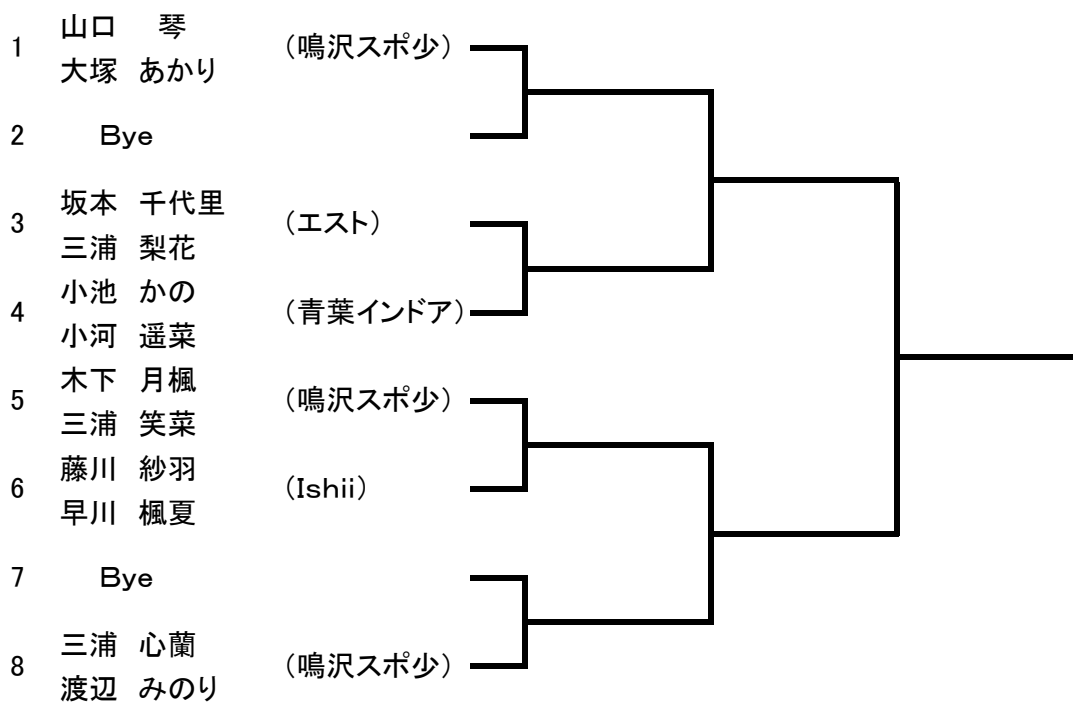 山口 琴
1 (鳴沢スポ少)
大塚 あかり
2 Bye
坂本 千代里
3 (エスト)
三浦 梨花
小池 かの
4 (青葉インドア)
小河 遥菜
木下 月楓
5 (鳴沢スポ少)
三浦 笑菜
藤川 紗羽
6 (Ishii)
早川 楓夏
7 Bye
三浦 心蘭
8 (鳴沢スポ少)
渡辺 みのり